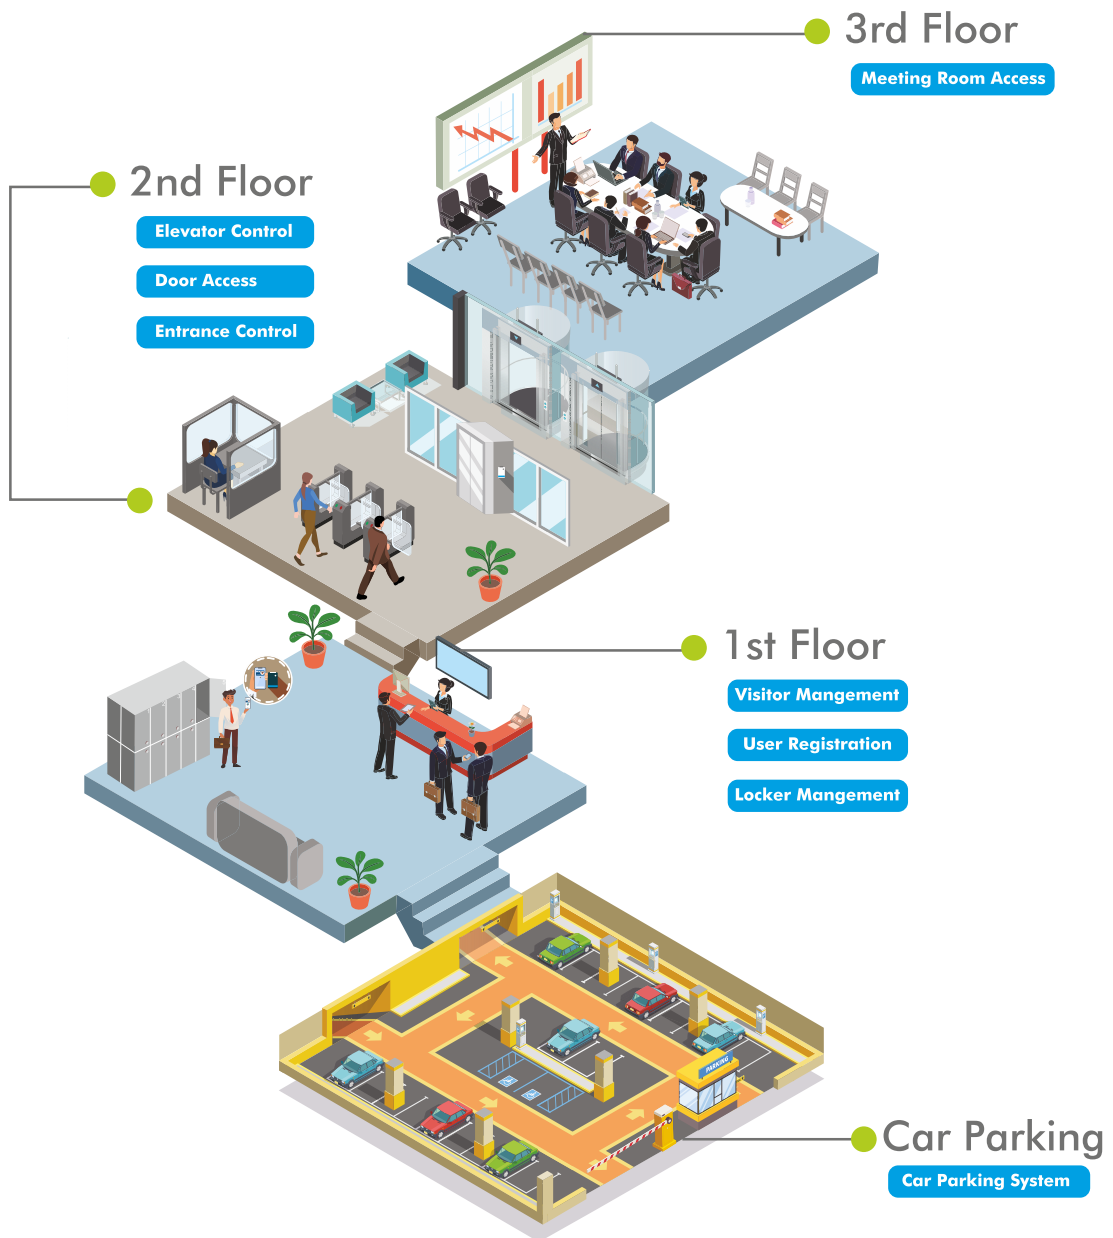 3rd Floor
Meeting Room Access
2nd Floor
Elevator Control
Door Access
Entrance Control
1st Floor
Visitor Mangement
User Registration
Locker Mangement
PARKING
Car Parking
Car Parking System